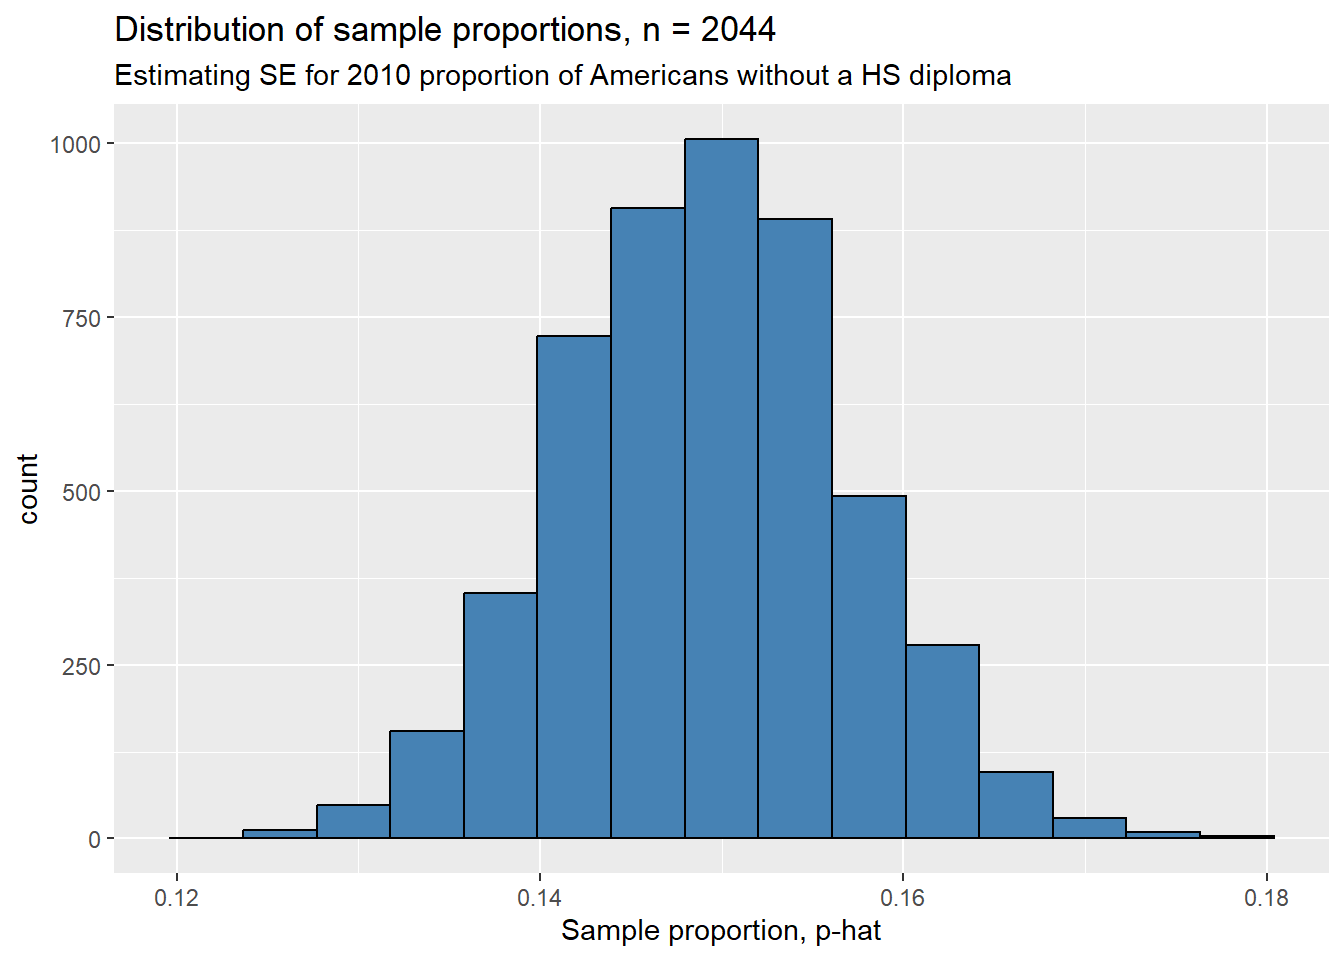 Distribution of sample proportions, n = 2044
Estimating SE for 2010 proportion of Americans without a HS diploma
1000
750
500
250
0
count
0.12 0.14 0.16 0.18
Sample proportion, p-hat